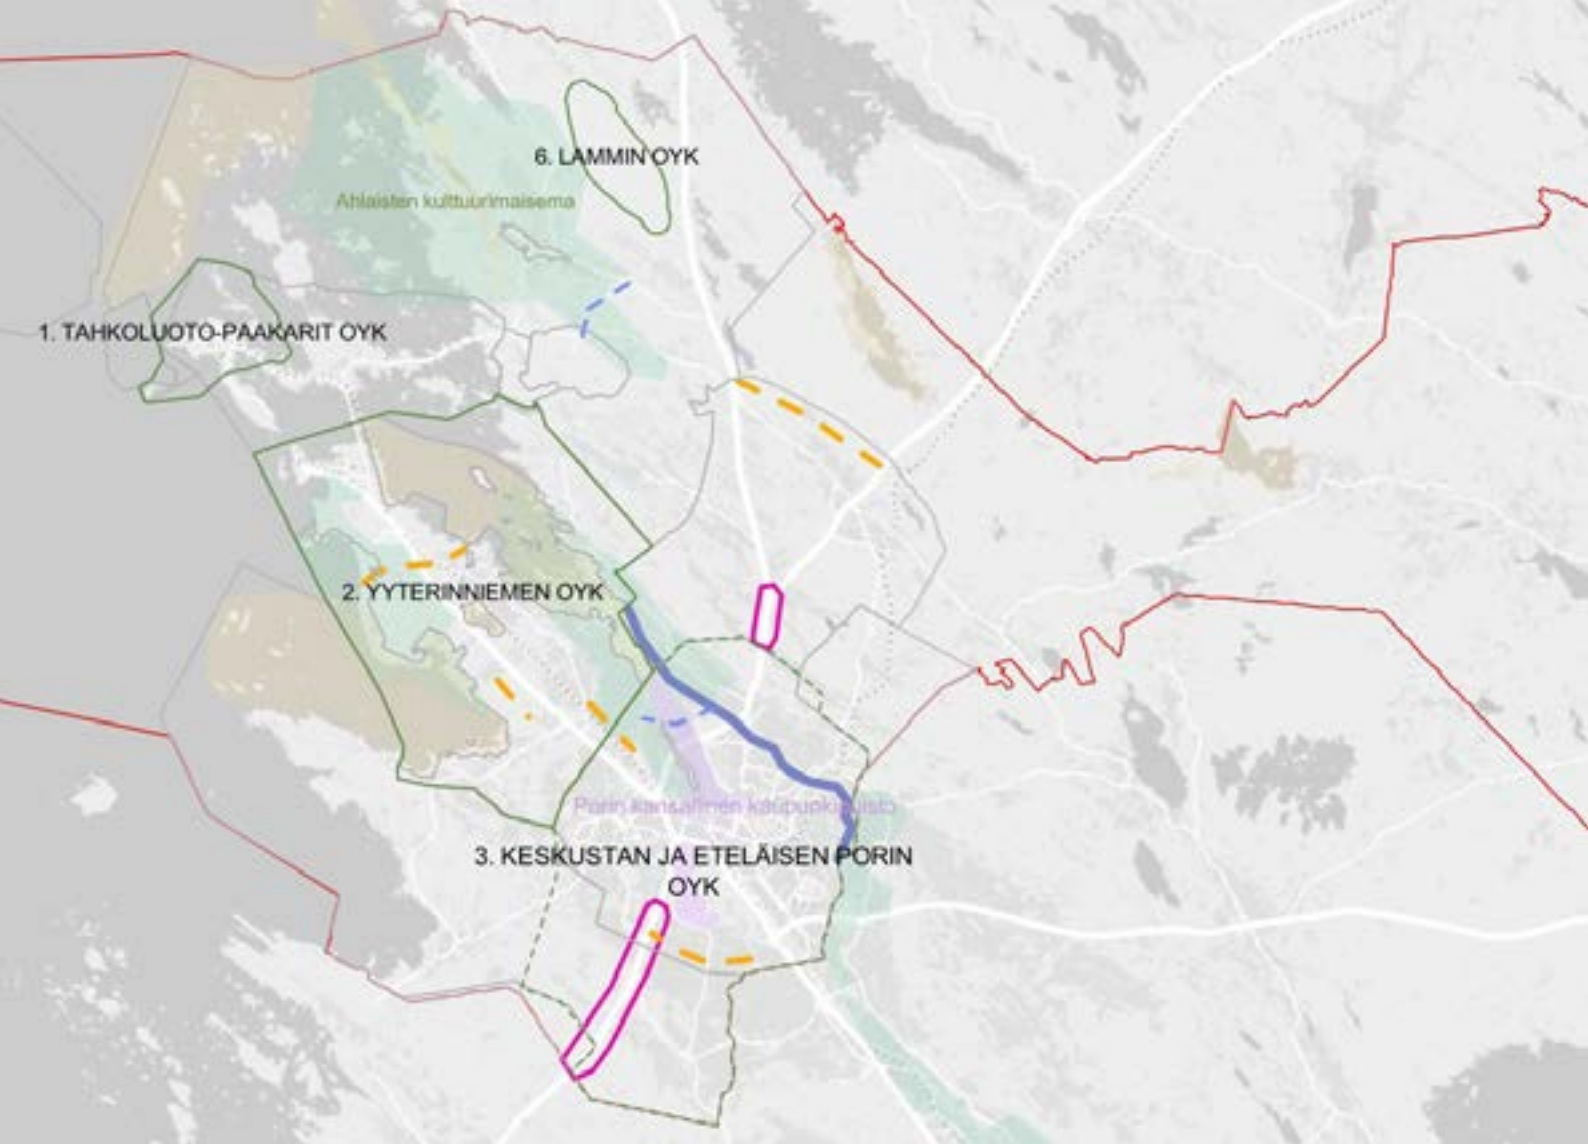 6. LAMMIN OYK
Ahlaisten kulttuurimaisema
1. TAHKOLUOTO-PAAKARIT OYK
2. YYTERINNIEMEN OYK
Porin kansallinen kaupunkipuisto
3. KESKUSTAN JA ETELÄISEN PORIN
OYK